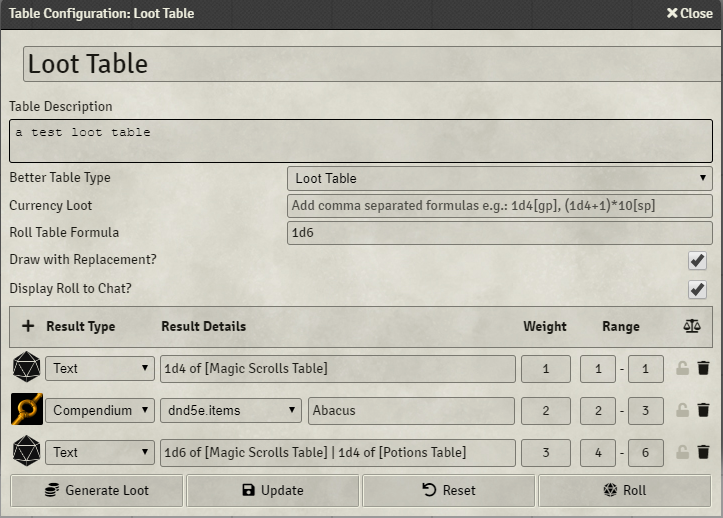 Table Configuration: Loot Table Close
Loot Table
Table Description
a test loot table
Better Table Type Loot Table
Currency Loot Add comma separated formulas e.g.: 1d4[gp], (1d4+1)*10[sp]
Roll Table Formula 1d6
Draw with Replacement?
Display Roll to Chat?
+ Result Type Result Details Weight Range
Text 1d4 of [Magic Scrolls Table] 1 1 - 1
Compendium dnd5e.items Abacus 2 2 - 3
Text 1d6 of [Magic Scrolls Table] | 1d4 of [Potions Table] 3 4 - 6
Generate Loot Update Reset Roll